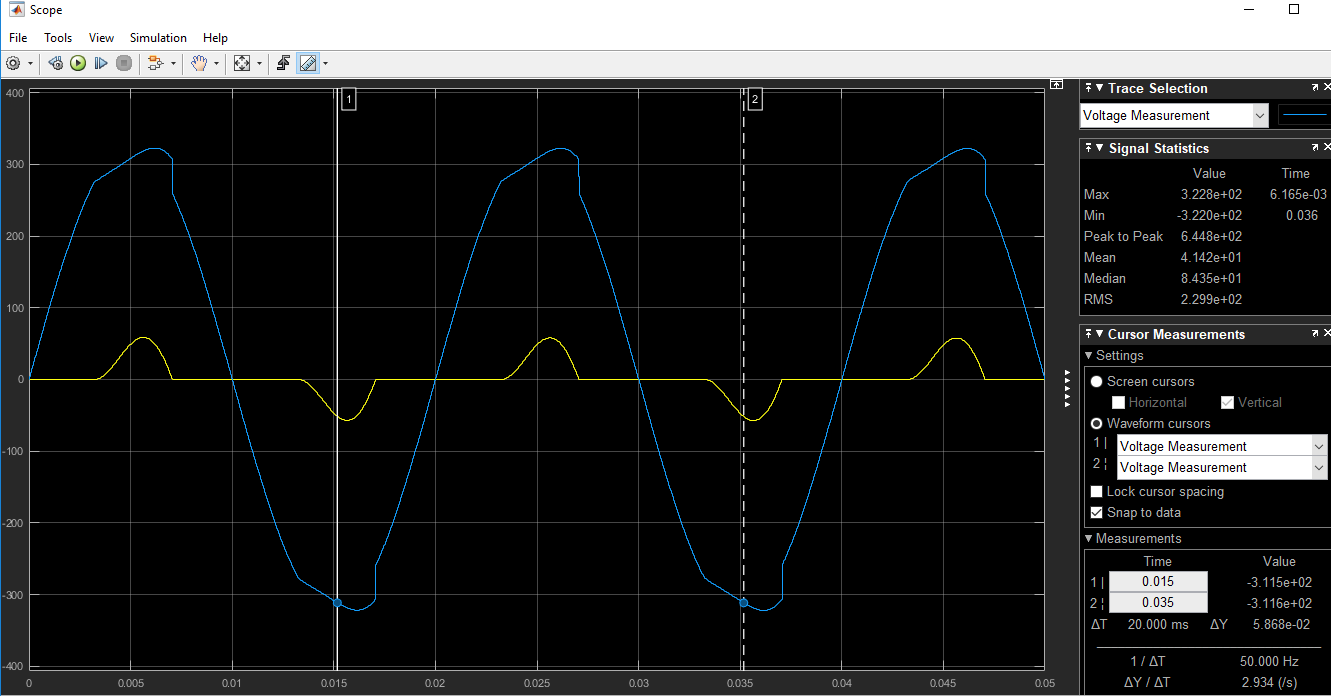 Scope
File Tools View Simulation Help
400
300
200
100
0
-100
-200
-300
-400
0 0.005 0.01 0.015 0.02 0.025 0.03 0.035 0.04 0.045 0.05
1 2
Trace Selection
Voltage Measurement
Signal Statistics
Value Time
Max 3.228e+02 6.165e-03
Min -3.220e+02 0.036
Peak to Peak 6.448e+02
Mean 4.142e+01
Median 8.435e+01
RMS 2.299e+02
Cursor Measurements
Settings
Screen cursors
Horizontal Vertical
Waveform cursors
1 Voltage Measurement
2 Voltage Measurement
Lock cursor spacing
Snap to data
Measurements
Time Value
1 | 0.015 -3.115e+02
2 ¦ 0.035 -3.116e+02
ΔT 20.000 ms ΔY 5.868e-02
1 / ΔT 50.000 Hz
ΔY / ΔT 2.934 (/s)